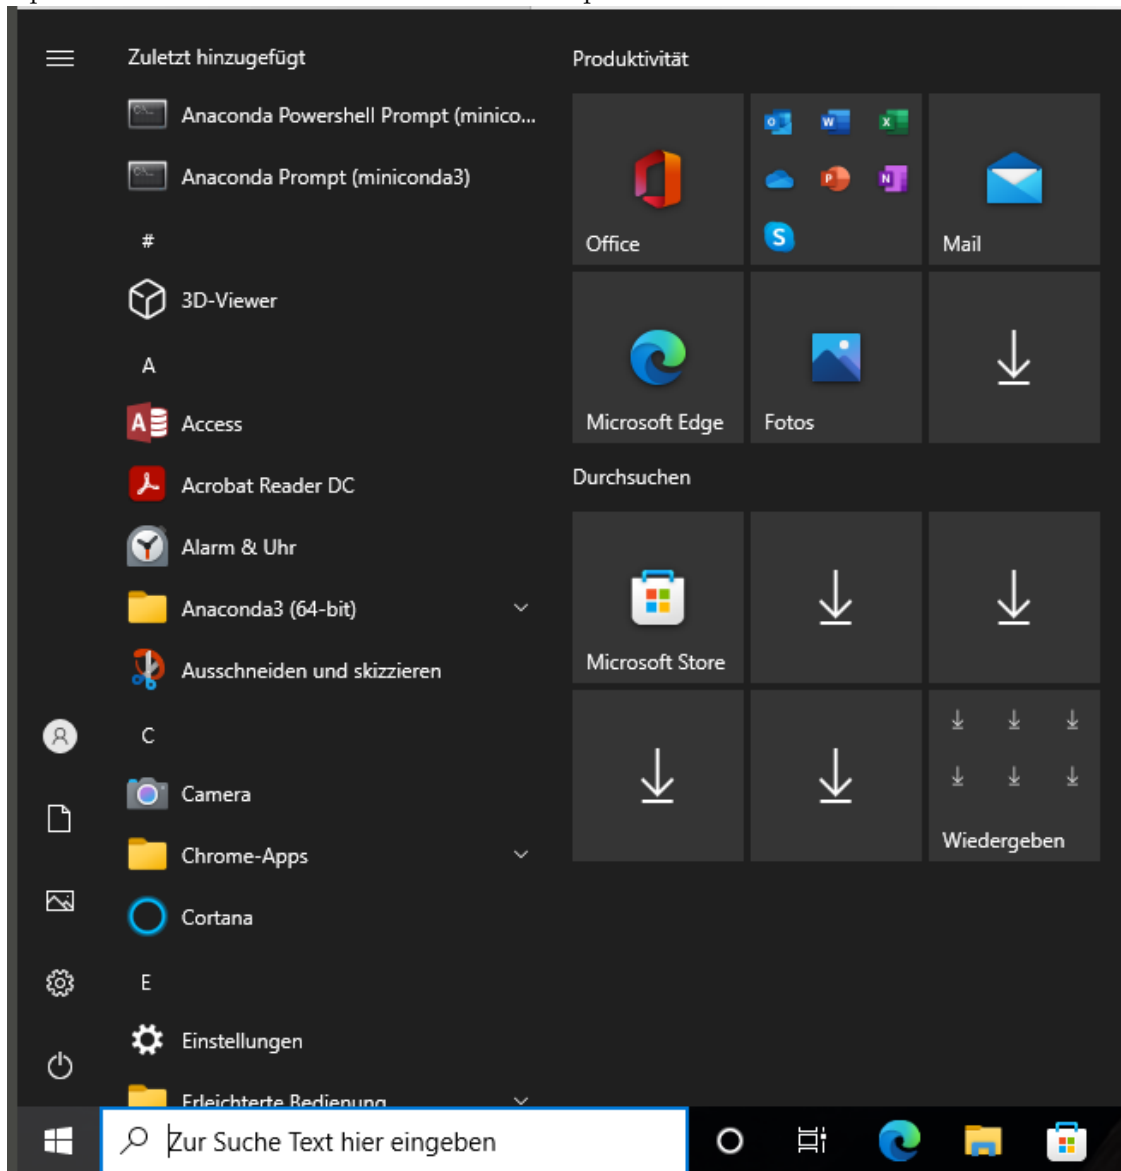 Zuletzt hinzugefügt
Anaconda Powershell Prompt (minico...
Anaconda Prompt (miniconda3)
#
3D-Viewer
A
Access
Acrobat Reader DC
Alarm & Uhr
Anaconda3 (64-bit)
Ausschneiden und skizzieren
C
Camera
Chrome-Apps
Cortana
E
Einstellungen
Erleichterte Bedienung
Produktivität
Office
Mail
Microsoft Edge
Fotos
Durchsuchen
Microsoft Store
Wiedergeben
Zur Suche Text hier eingeben